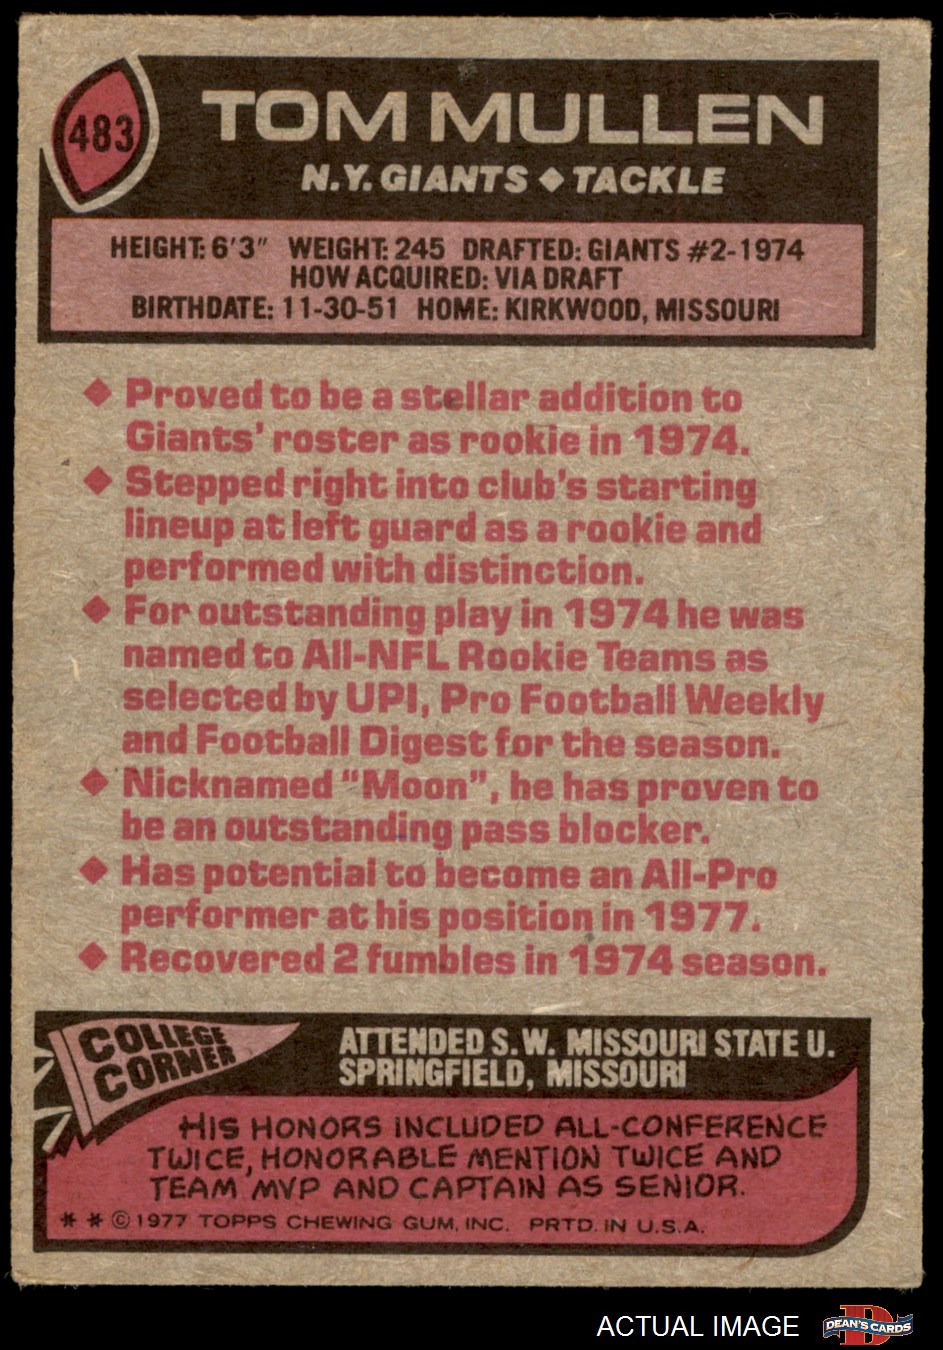 483
TOM MULLEN
N.Y. GIANTS ◆ TACKLE
HEIGHT: 6'3" WEIGHT: 245 DRAFTED: GIANTS #2-1974
HOW ACQUIRED: VIA DRAFT
BIRTHDATE: 11-30-51 HOME: KIRKWOOD, MISSOURI
◆ Proved to be a stellar addition to
Giants' roster as rookie in 1974.
◆ Stepped right into club's starting
lineup at left guard as a rookie and
performed with distinction.
◆ For outstanding play in 1974 he was
named to All-NFL Rookie Teams as
selected by UPI, Pro Football Weekly
and Football Digest for the season.
◆ Nicknamed "Moon", he has proven to
be an outstanding pass blocker.
◆ Has potential to become an All-Pro
performer at his position in 1977.
◆ Recovered 2 fumbles in 1974 season.
COLLEGE
CORNER
ATTENDED S.W. MISSOURI STATE U.
SPRINGFIELD, MISSOURI
HIS HONORS INCLUDED ALL-CONFERENCE
TWICE, HONORABLE MENTION TWICE AND
TEAM MVP AND CAPTAIN AS SENIOR.
* * © 1977 TOPPS CHEWING GUM, INC. PRTD. IN U.S.A.
ACTUAL IMAGE
D
DEAN'S CARDS